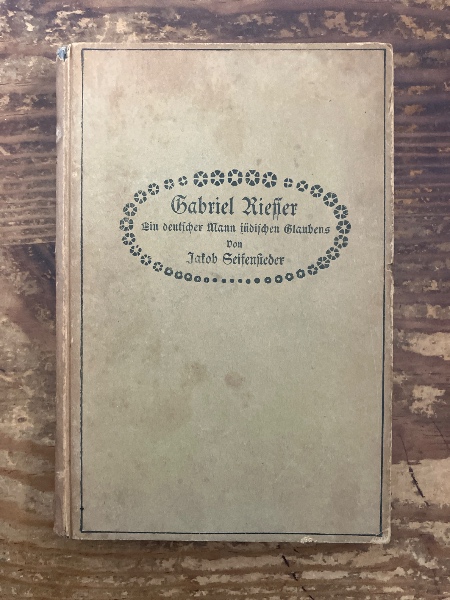 Gabriel Riesser
Ein deutscher Mann jüdischen Glaubens
von
Jakob Seifensieder